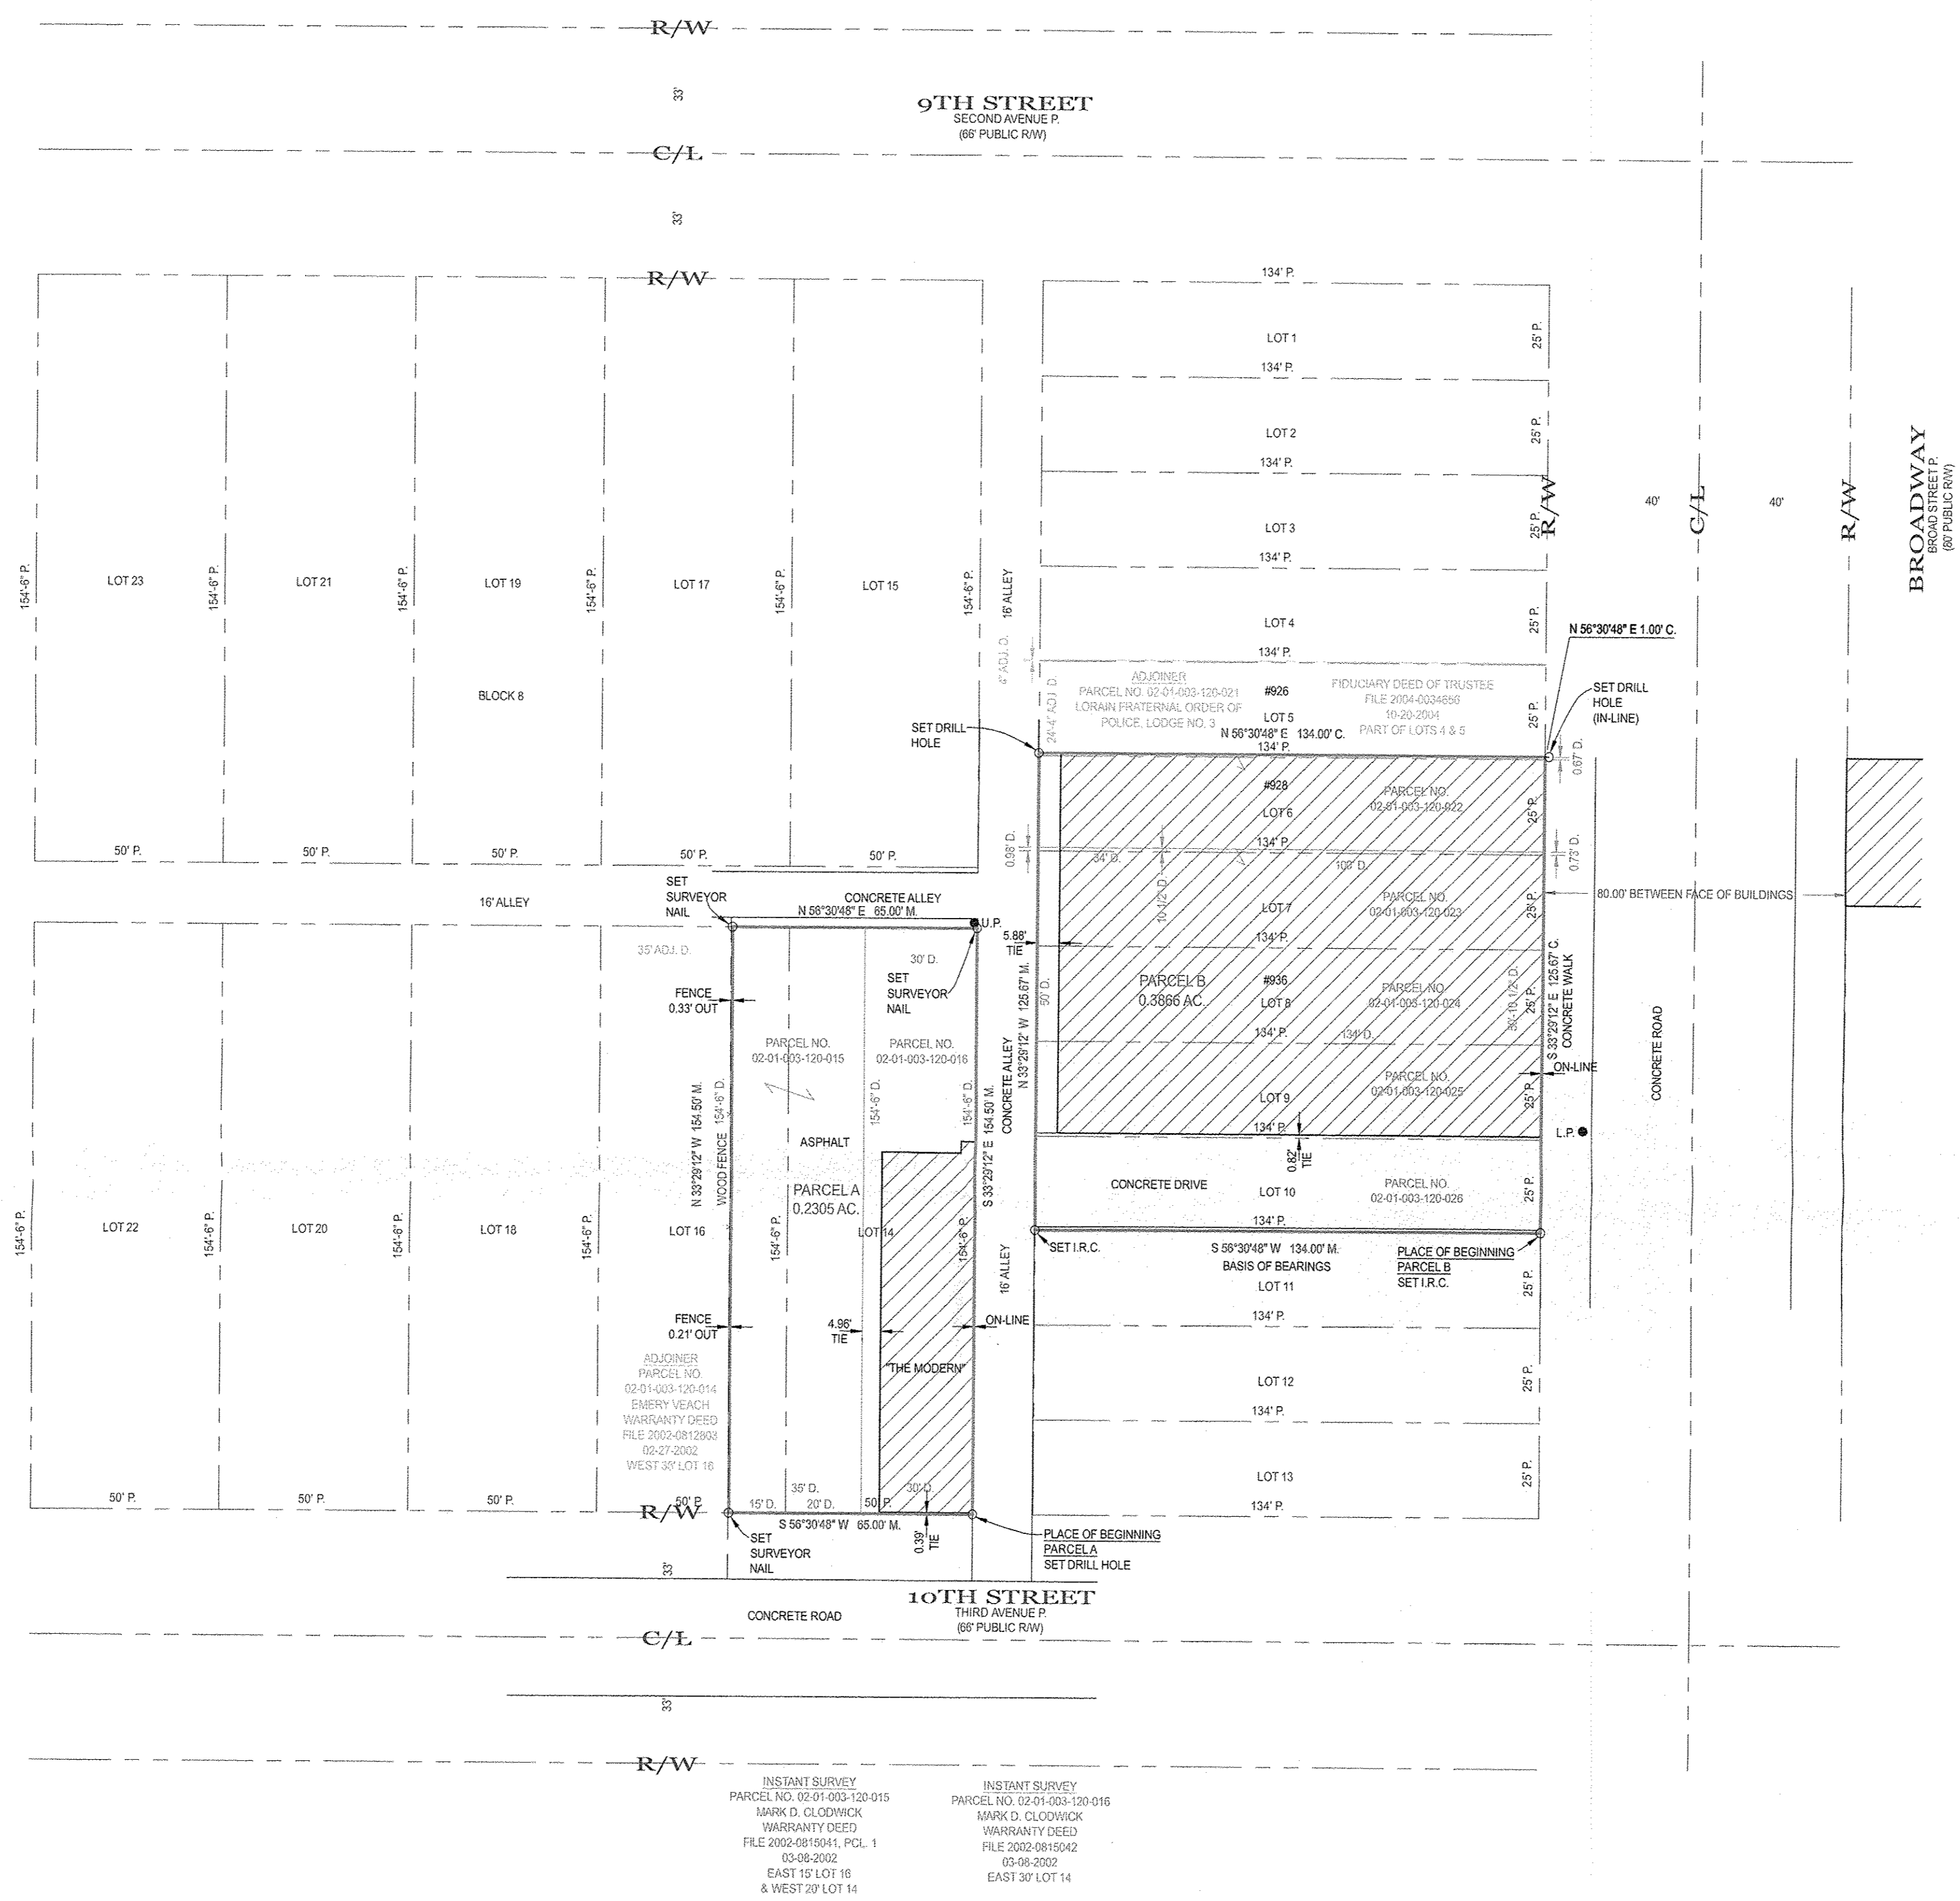 R/W
33'
9TH STREET
SECOND AVENUE P.
(66' PUBLIC R/W)
C/L
33'
R/W
134' P.
LOT 1
25' P.
134' P.
LOT 2
25' P.
134' P.
LOT 3
25' P.
134' P.
LOT 4
25' P.
134' P.
R/W
40'
C/L
40'
R/W
BROADWAY
BROAD STREET P.
(80' PUBLIC R/W)
154'-6" P.
LOT 23
154'-6" P.
LOT 21
154'-6" P.
LOT 19
154'-6" P.
LOT 17
154'-6" P.
LOT 15
154'-6" P.
16' ALLEY
BLOCK 8
50' P.
50' P.
50' P.
50' P.
50' P.
4" ADJ. D.
24'-4" ADJ. D.
ADJOINER
PARCEL NO. 02-01-003-120-021
LORAIN FRATERNAL ORDER OF
POLICE, LODGE NO. 3
#926
LOT 5
FIDUCIARY DEED OF TRUSTEE
FILE 2004-0034656
10-20-2004
PART OF LOTS 4 & 5
25' P.
N 56°30'48" E 1.00' C.
SET DRILL
HOLE
(IN-LINE)
SET DRILL
HOLE
N 56°30'48" E 134.00' C.
134' P.
0.67' D.
#928
LOT 6
PARCEL NO.
02-01-003-120-022
25' P.
134' P.
0.98' D.
34' D.
10-1/2" D.
100' D.
0.73' D.
80.00' BETWEEN FACE OF BUILDINGS
LOT 7
PARCEL NO.
02-01-003-120-023
25' P.
134' P.
5.88'
TIE
N 33°29'12" W 125.67' M.
50' D.
PARCEL B
0.3866 AC.
#936
LOT 8
PARCEL NO.
02-01-003-120-024
50'-10-1/2" D.
25' P.
S 33°29'12" E 125.67' C.
CONCRETE WALK
CONCRETE ROAD
134' P.
134' D.
PARCEL NO.
02-01-003-120-025
LOT 9
25' P.
ON-LINE
134' P.
L.P.
0.82'
TIE
CONCRETE DRIVE
LOT 10
PARCEL NO.
02-01-003-120-026
25' P.
134' P.
SET I.R.C.
S 56°30'48" W 134.00' M.
BASIS OF BEARINGS
PLACE OF BEGINNING
PARCEL B
SET I.R.C.
LOT 11
25' P.
134' P.
LOT 12
25' P.
134' P.
LOT 13
25' P.
134' P.
16' ALLEY
SET
SURVEYOR
NAIL
CONCRETE ALLEY
N 56°30'48" E 65.00' M.
U.P.
35' ADJ. D.
30' D.
SET
SURVEYOR
NAIL
FENCE
0.33' OUT
PARCEL NO.
02-01-003-120-015
PARCEL NO.
02-01-003-120-016
N 33°29'12" W 154.50' M.
WOOD FENCE 154'-6" D.
154'-6" D.
154'-6" D.
S 33°29'12" E 154.50' M.
CONCRETE ALLEY
ASPHALT
PARCEL A
0.2305 AC.
154'-6" P.
LOT 22
154'-6" P.
LOT 20
154'-6" P.
LOT 18
154'-6" P.
LOT 16
154'-6" P.
LOT 14
154'-6" P.
16' ALLEY
FENCE
0.21' OUT
4.96'
TIE
ON-LINE
"THE MODERN"
ADJOINER
PARCEL NO.
02-01-003-120-014
EMERY VEACH
WARRANTY DEED
FILE 2002-0812803
02-27-2002
WEST 35' LOT 16
50' P.
50' P.
50' P.
50' P.
35' D.
15' D.
20' D.
50' P.
30' D.
R/W
S 56°30'48" W 65.00' M.
SET
SURVEYOR
NAIL
0.39'
TIE
PLACE OF BEGINNING
PARCEL A
SET DRILL HOLE
33'
10TH STREET
THIRD AVENUE P.
(66' PUBLIC R/W)
CONCRETE ROAD
C/L
33'
R/W
INSTANT SURVEY
PARCEL NO. 02-01-003-120-015
MARK D. CLODWICK
WARRANTY DEED
FILE 2002-0815041, PCL. 1
03-08-2002
EAST 15' LOT 16
& WEST 20' LOT 14
INSTANT SURVEY
PARCEL NO. 02-01-003-120-016
MARK D. CLODWICK
WARRANTY DEED
FILE 2002-0815042
03-08-2002
EAST 30' LOT 14